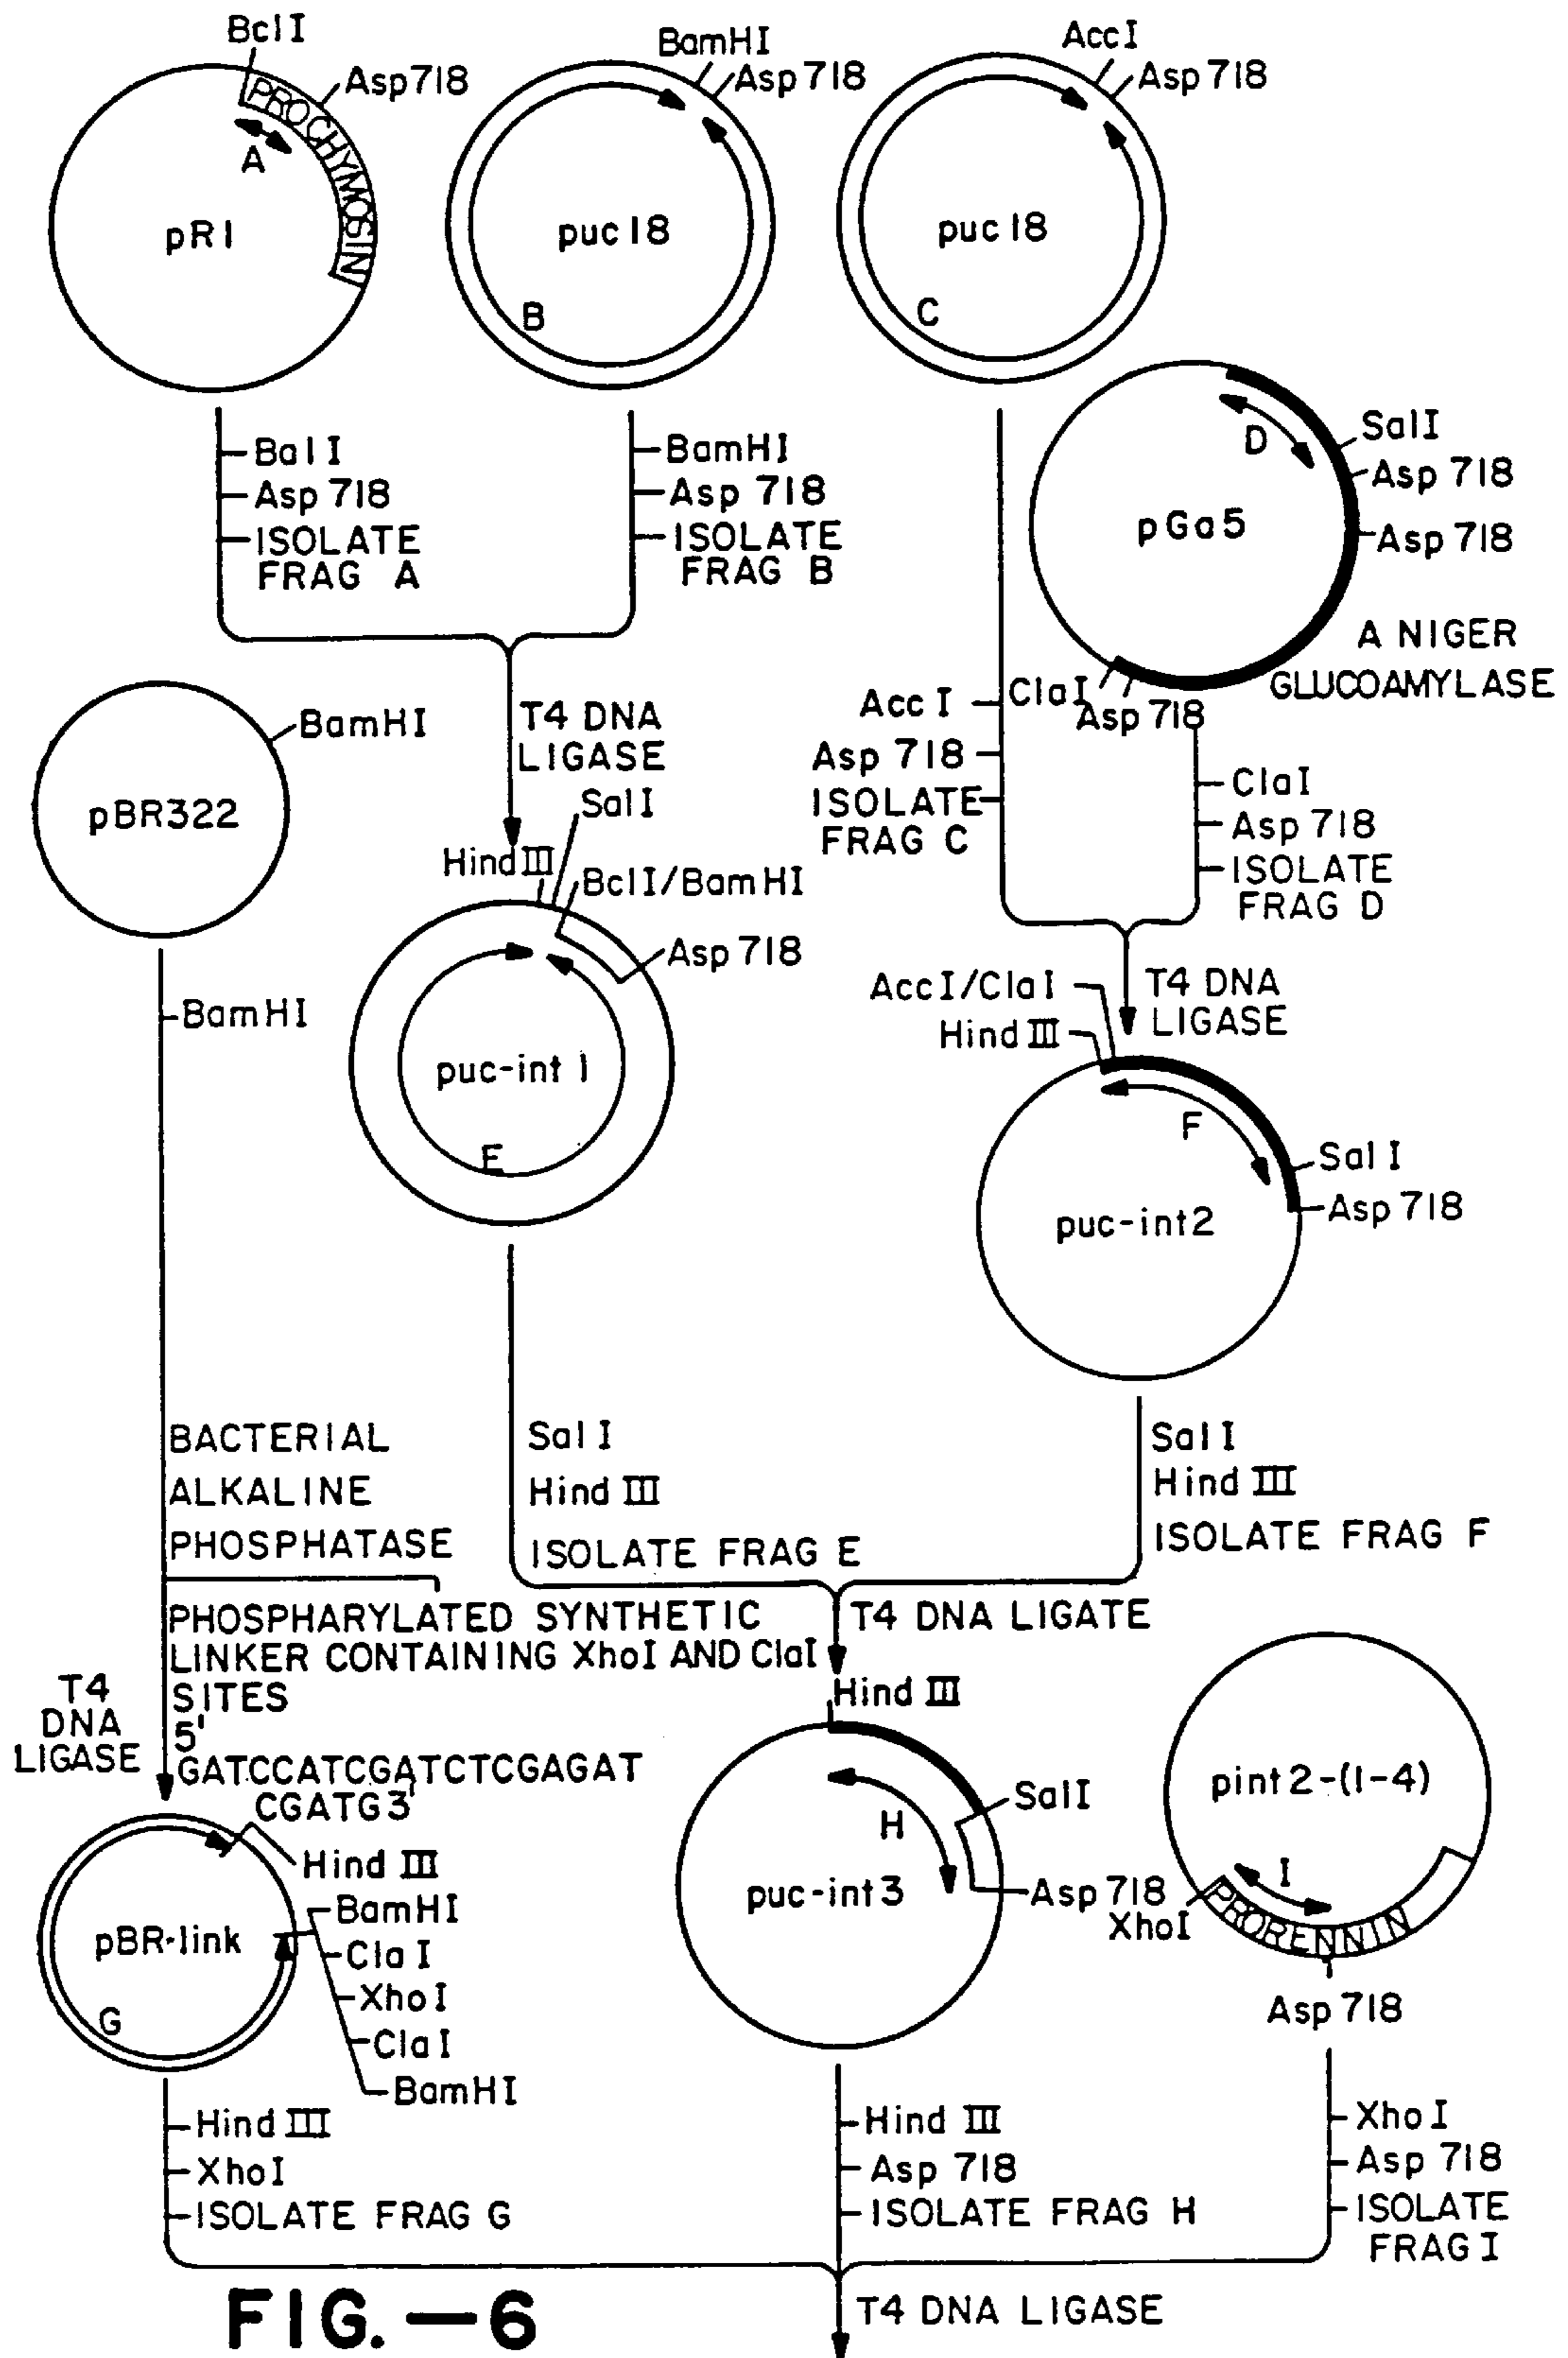 BclI
Asp718
PROCHYMOSIN
A
pR1
BamHI
Asp 718
puc18
B
AccI
Asp 718
puc18
C
BalI
Asp 718
ISOLATE
FRAG A
BamHI
Asp 718
ISOLATE
FRAG B
D
SalI
Asp 718
pGa5
Asp 718
A NIGER
GLUCOAMYLASE
ClaI
Asp 718
AccI
Asp 718
ISOLATE
FRAG C
ClaI
Asp 718
ISOLATE
FRAG D
BamHI
pBR322
T4 DNA
LIGASE
SalI
Hind III
BclI/BamHI
Asp 718
puc-int 1
E
BamHI
AccI/ClaI
Hind III
T4 DNA
LIGASE
F
SalI
Asp 718
puc-int2
BACTERIAL
ALKALINE
PHOSPHATASE
SalI
Hind III
ISOLATE FRAG E
SalI
Hind III
ISOLATE FRAG F
PHOSPHARYLATED SYNTHETIC
LINKER CONTAINING XhoI AND ClaI
SITES
T4
DNA
LIGASE
5'
GATCCATCGATCTCGAGAT
CGATG3'
T4 DNA LIGATE
Hind III
SalI
H
puc-int3
Asp 718
pint2-(1-4)
I
XhoI
PRORENNIN
Asp 718
Hind III
BamHI
ClaI
XhoI
ClaI
BamHI
pBR-link
G
Hind III
XhoI
ISOLATE FRAG G
Hind III
Asp 718
ISOLATE FRAG H
XhoI
Asp 718
ISOLATE
FRAG I
T4 DNA LIGASE
FIG.-6